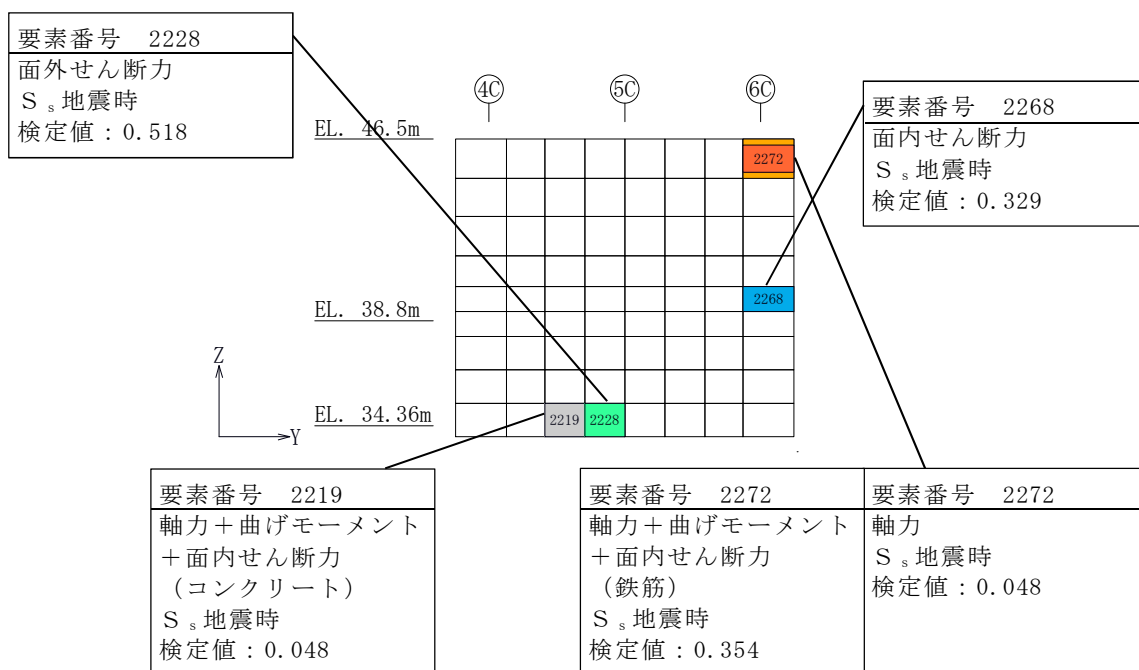 要素番号 2228
面外せん断力
Ｓs地震時
検定値：0.518
4C
5C
6C
要素番号 2268
面内せん断力
Ｓs地震時
検定値：0.329
EL. 46.5m
2272
2268
EL. 38.8m
Z
Y
EL. 34.36m
2219
2228
要素番号 2219
軸力＋曲げモーメント
＋面内せん断力
（コンクリート）
Ｓs地震時
検定値：0.048
要素番号 2272
軸力＋曲げモーメント
＋面内せん断力
（鉄筋）
Ｓs地震時
検定値：0.354
要素番号 2272
軸力
Ｓs地震時
検定値：0.048